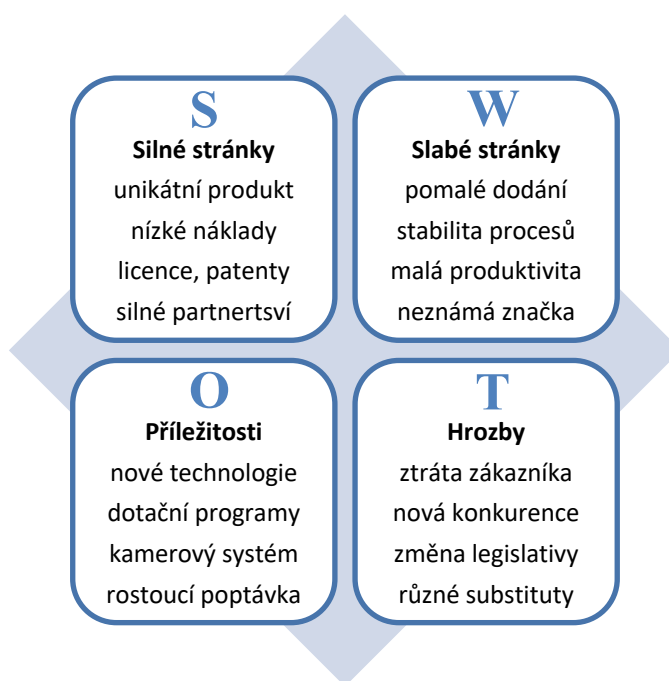 S
Silné stránky
unikátní produkt
nízké náklady
licence, patenty
silné partnertsví
W
Slabé stránky
pomalé dodání
stabilita procesů
malá produktivita
neznámá značka
O
Příležitosti
nové technologie
dotační programy
kamerový systém
rostoucí poptávka
T
Hrozby
ztráta zákazníka
nová konkurence
změna legislativy
různé substituty